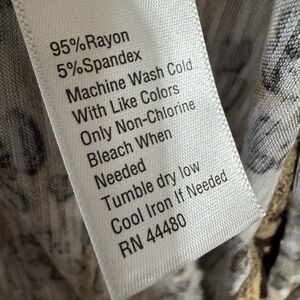 95%Rayon
5%Spandex
Machine Wash Cold
With Like Colors
Only Non-Chlorine
Bleach When
Needed
Tumble dry low
Cool Iron If Needed
RN 44480